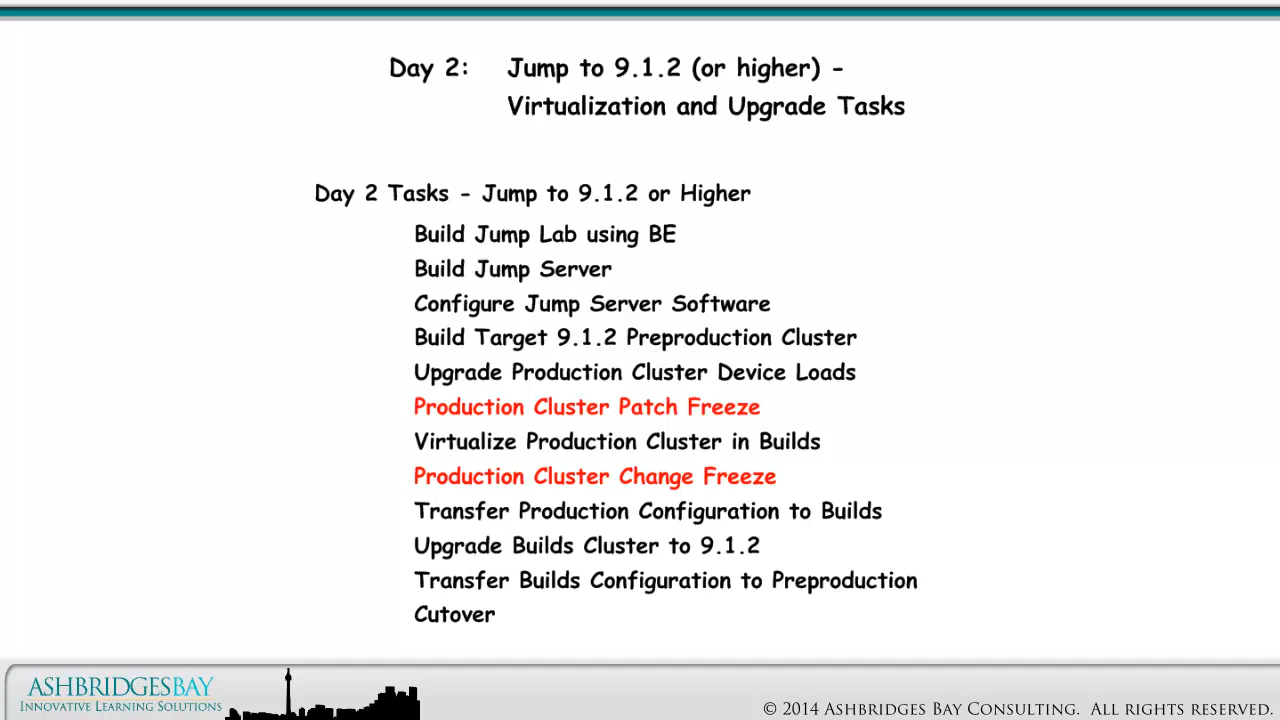 Day 2: Jump to 9.1.2 (or higher) -
Virtualization and Upgrade Tasks
Day 2 Tasks - Jump to 9.1.2 or Higher
Build Jump Lab using BE
Build Jump Server
Configure Jump Server Software
Build Target 9.1.2 Preproduction Cluster
Upgrade Production Cluster Device Loads
Production Cluster Patch Freeze
Virtualize Production Cluster in Builds
Production Cluster Change Freeze
Transfer Production Configuration to Builds
Upgrade Builds Cluster to 9.1.2
Transfer Builds Configuration to Preproduction
Cutover
ASHBRIDGESBAY
INNOVATIVE LEARNING SOLUTIONS
© 2014 ASHBRIDGES BAY CONSULTING. ALL RIGHTS RESERVED.